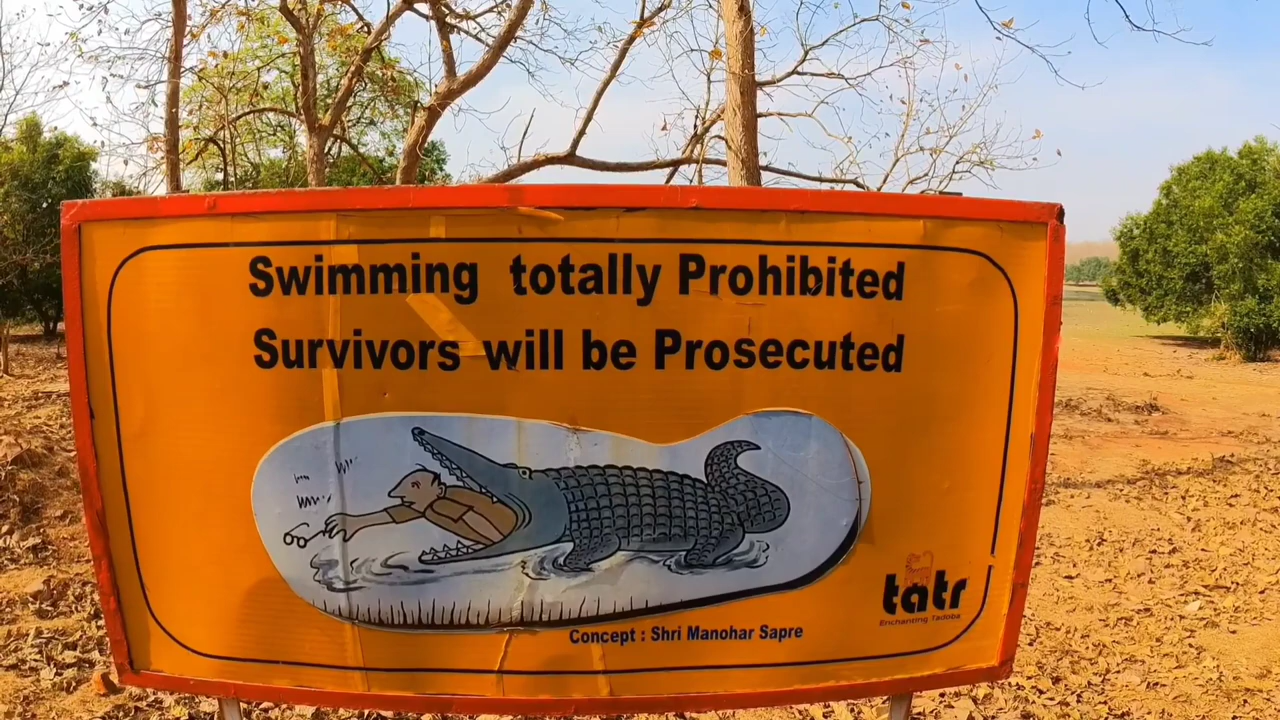 Swimming totally Prohibited
Survivors will be Prosecuted
Concept : Shri Manohar Sapre
tatr
Enchanting Tadoba